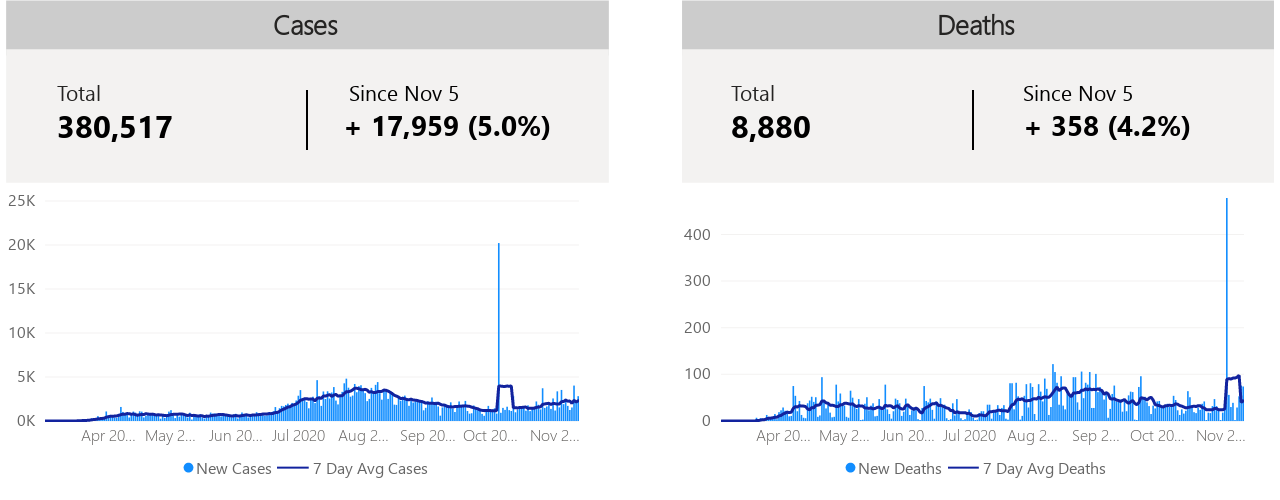 Cases
Total
380,517
Since Nov 5
+ 17,959 (5.0%)
25K
20K
15K
10K
5K
0K
Apr 20... May 2... Jun 20... Jul 2020 Aug 2... Sep 20... Oct 20... Nov 2...
New Cases 7 Day Avg Cases
Deaths
Total
8,880
Since Nov 5
+ 358 (4.2%)
400
300
200
100
0
Apr 20... May 2... Jun 20... Jul 2020 Aug 2... Sep 2... Oct 20... Nov 2...
New Deaths 7 Day Avg Deaths